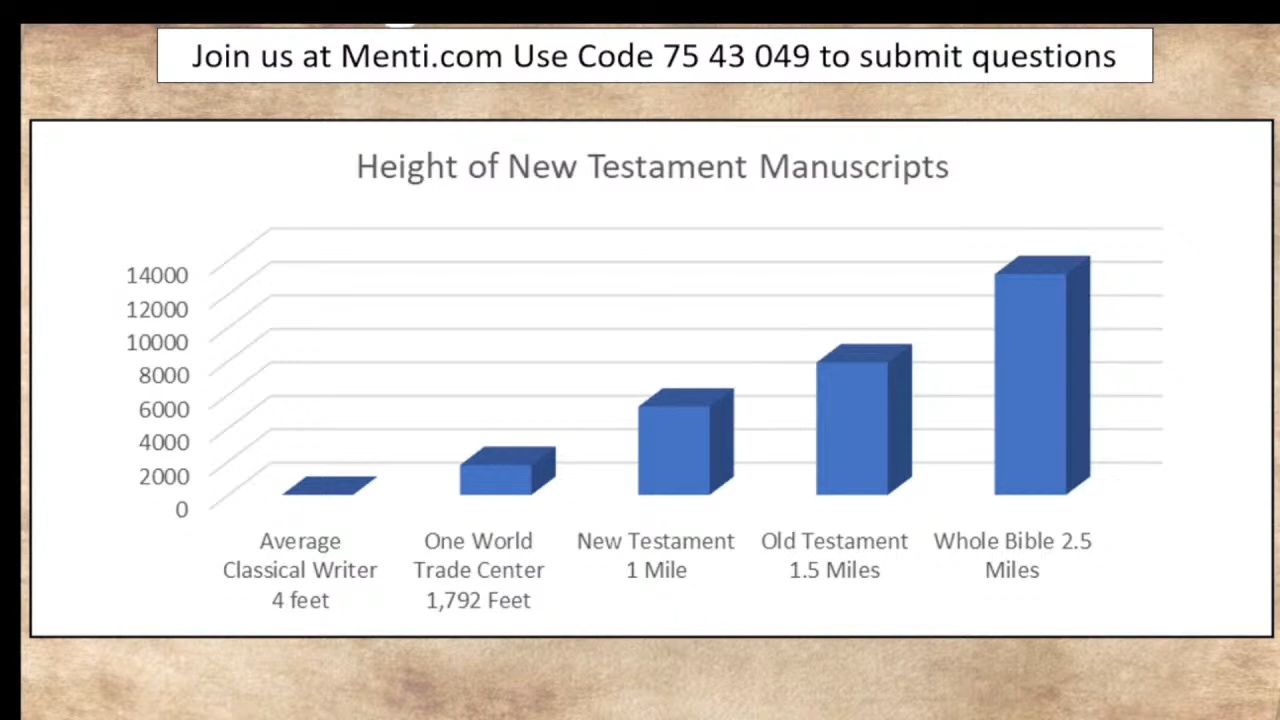 Join us at Menti.com Use Code 75 43 049 to submit questions
Height of New Testament Manuscripts
14000
12000
10000
8000
6000
4000
2000
0
Average
Classical Writer
4 feet
One World
Trade Center
1,792 Feet
New Testament
1 Mile
Old Testament
1.5 Miles
Whole Bible 2.5
Miles